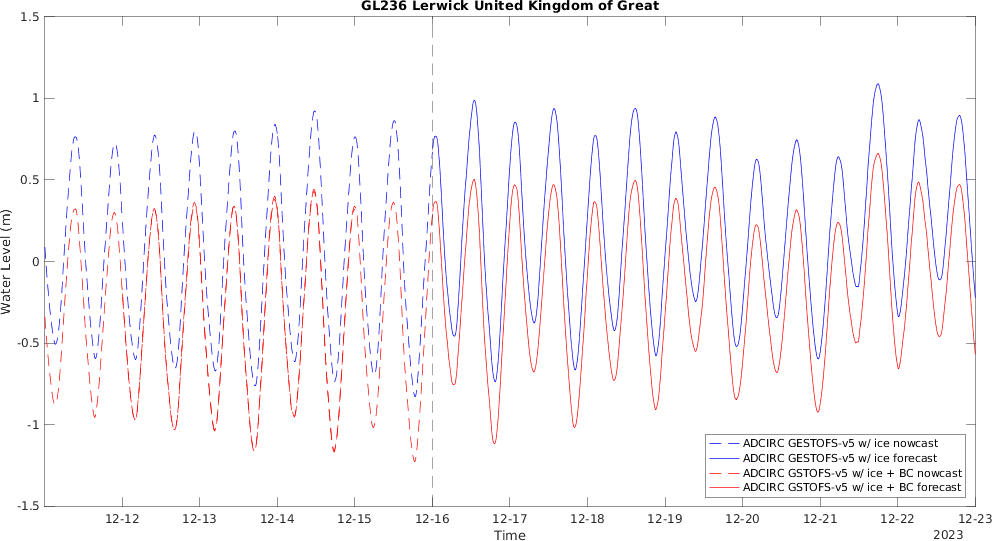 GL236 Lerwick United Kingdom of Great
1.5
1
0.5
0
-0.5
-1
-1.5
Water Level (m)
12-12 12-13 12-14 12-15 12-16 12-17 12-18 12-19 12-20 12-21 12-22 12-23
Time
2023
ADCIRC GESTOFS-v5 w/ ice nowcast
ADCIRC GESTOFS-v5 w/ ice forecast
ADCIRC GSTOFS-v5 w/ ice + BC nowcast
ADCIRC GSTOFS-v5 w/ ice + BC forecast